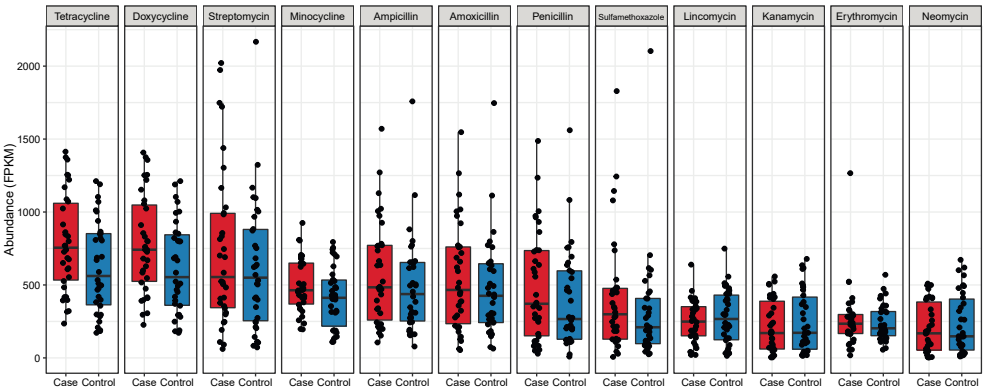 Tetracycline Doxycycline Streptomycin Minocycline Ampicillin Amoxicillin Penicillin Sulfamethoxazole Lincomycin Kanamycin Erythromycin Neomycin
Abundance (FPKM)
2000
1500
1000
500
0
Case Control Case Control Case Control Case Control Case Control Case Control Case Control Case Control Case Control Case Control Case Control Case Control